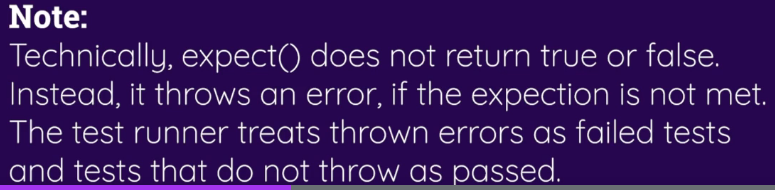 Note:
Technically, expect() does not return true or false.
Instead, it throws an error, if the expection is not met.
The test runner treats thrown errors as failed tests
and tests that do not throw as passed.